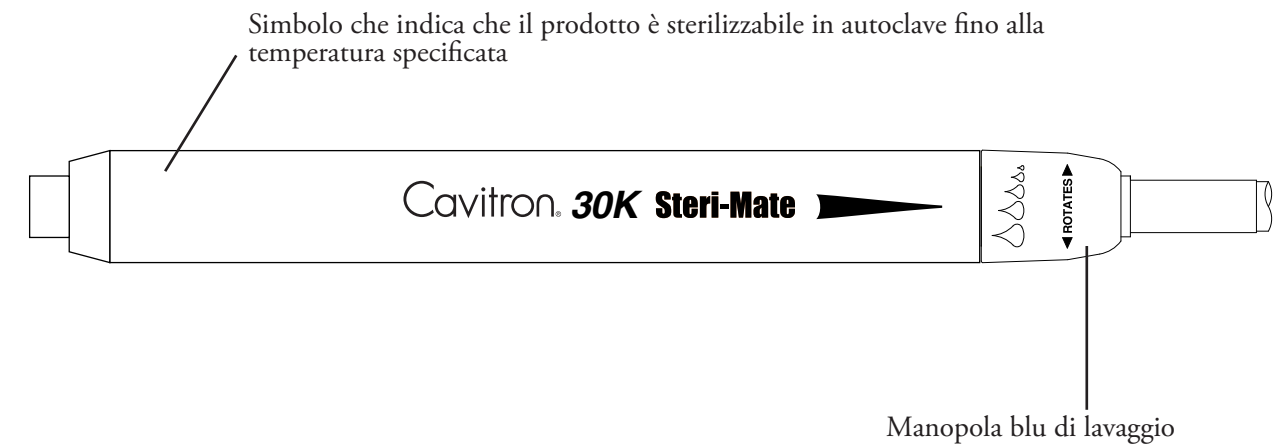 Simbolo che indica che il prodotto è sterilizzabile in autoclave fino alla
temperatura specificata
Cavitron® 30K Steri-Mate
ROTATES
Manopola blu di lavaggio